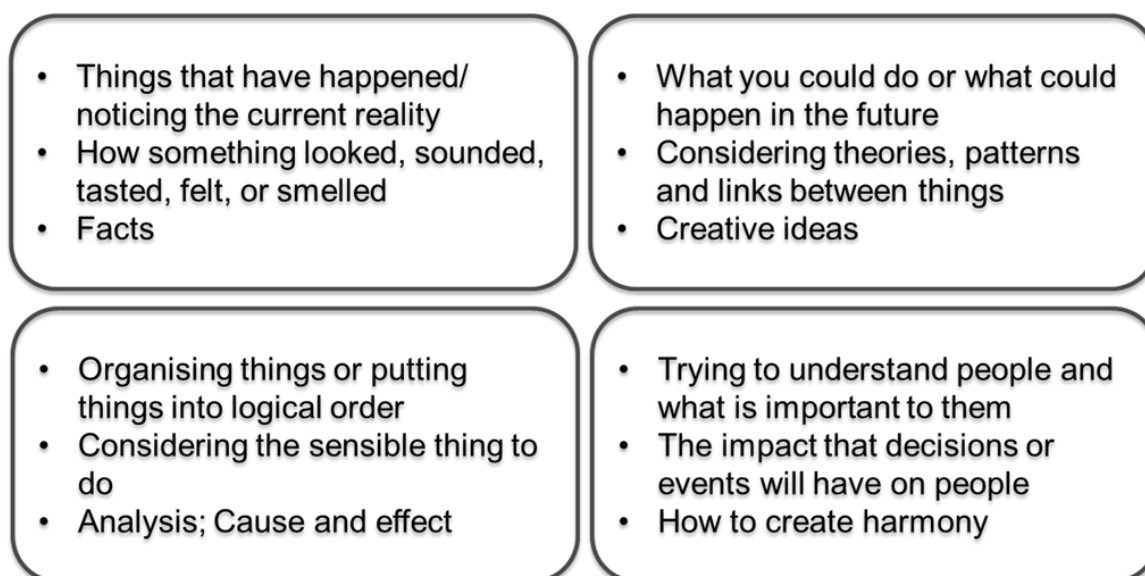 • Things that have happened/
noticing the current reality
• How something looked, sounded,
tasted, felt, or smelled
• Facts
• What you could do or what could
happen in the future
• Considering theories, patterns
and links between things
• Creative ideas
• Organising things or putting
things into logical order
• Considering the sensible thing to
do
• Analysis; Cause and effect
• Trying to understand people and
what is important to them
• The impact that decisions or
events will have on people
• How to create harmony